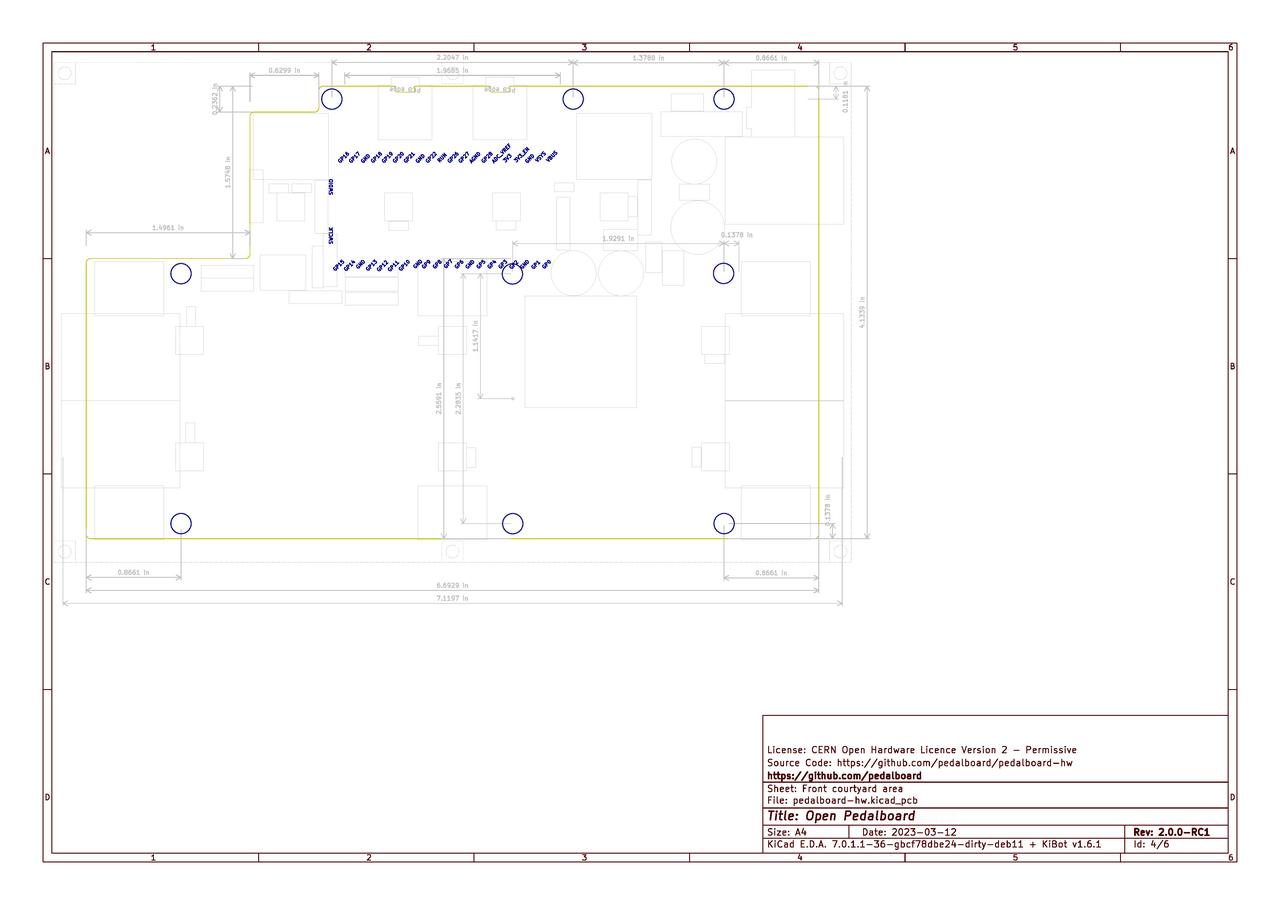 1 2 3 4 5 6
2.2047 in
1.3780 in
0.8661 in
0.6299 in
1.9685 in
0.2362 in
PCB edge
PCB edge
0.1181 in
A
A
GP16 GP17 GND GP18 GP19 GP20 GP21 GND GP22 RUN GP26 GP27 AGND GP28 ADC_VREF 3V3 3V3_EN GND VSYS VBUS
1.5748 in
SWDIO
SWCLK
1.4961 in
1.9291 in
0.1378 in
GP15 GP14 GND GP13 GP12 GP11 GP10 GND GP9 GP8 GP7 GP6 GND GP5 GP4 GP3 GP2 GND GP1 GP0
4.1339 in
1.1417 in
B
B
2.5591 in
2.2835 in
0.1378 in
0.8661 in
0.8661 in
C
C
6.6929 in
7.1197 in
License: CERN Open Hardware Licence Version 2 - Permissive
Source Code: https://github.com/pedalboard/pedalboard-hw
https://github.com/pedalboard
Sheet: Front courtyard area
D
D
File: pedalboard-hw.kicad_pcb
Title: Open Pedalboard
Size: A4 Date: 2023-03-12 Rev: 2.0.0-RC1
KiCad E.D.A. 7.0.1.1-36-gbcf78dbe24-dirty-deb11 + KiBot v1.6.1 Id: 4/6
1 2 3 4 5 6